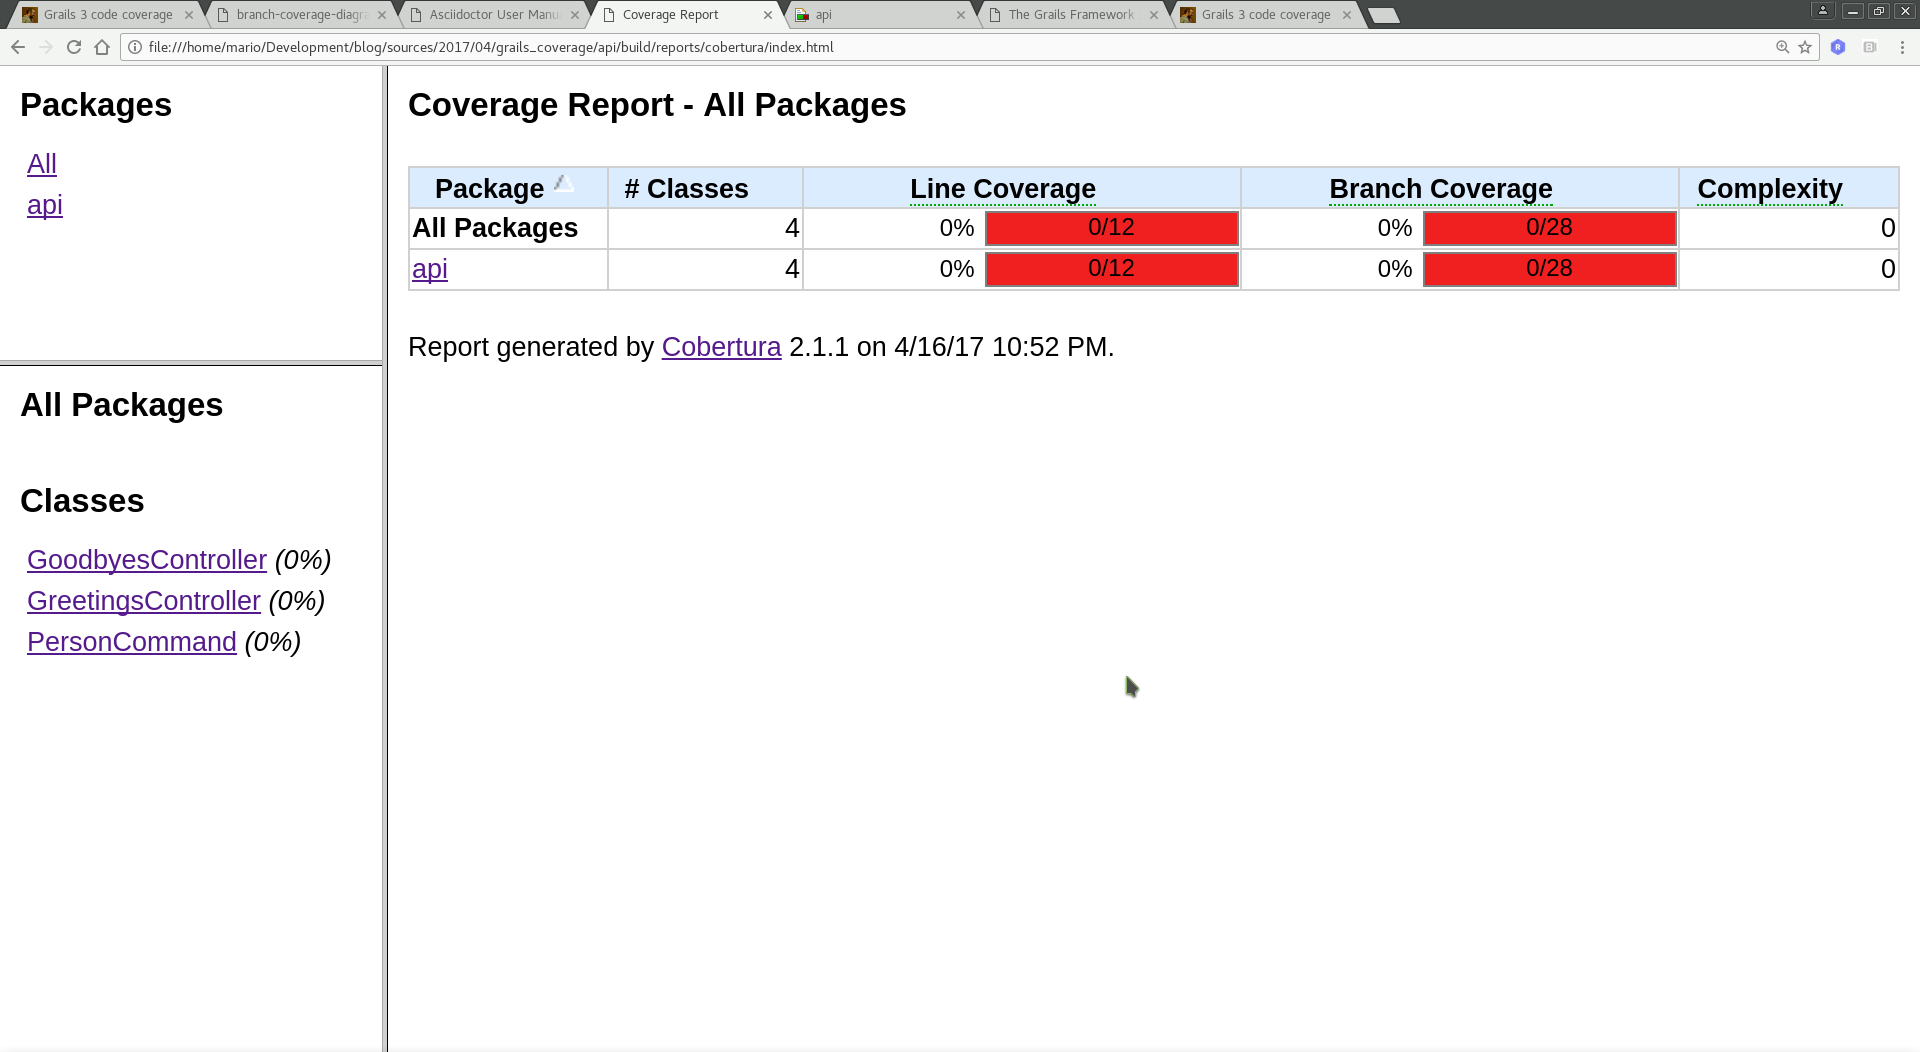 Grails 3 code coverage
branch-coverage-diagra
Asciidoctor User Manu
Coverage Report
api
The Grails Framework
Grails 3 code coverage
file:///home/mario/Development/blog/sources/2017/04/grails_coverage/api/build/reports/cobertura/index.html
Packages
All
api
All Packages
Classes
GoodbyesController (0%)
GreetingsController (0%)
PersonCommand (0%)
Coverage Report - All Packages
Package # Classes Line Coverage Branch Coverage Complexity
All Packages 4 0% 0/12 0% 0/28 0
api 4 0% 0/12 0% 0/28 0
Report generated by Cobertura 2.1.1 on 4/16/17 10:52 PM.